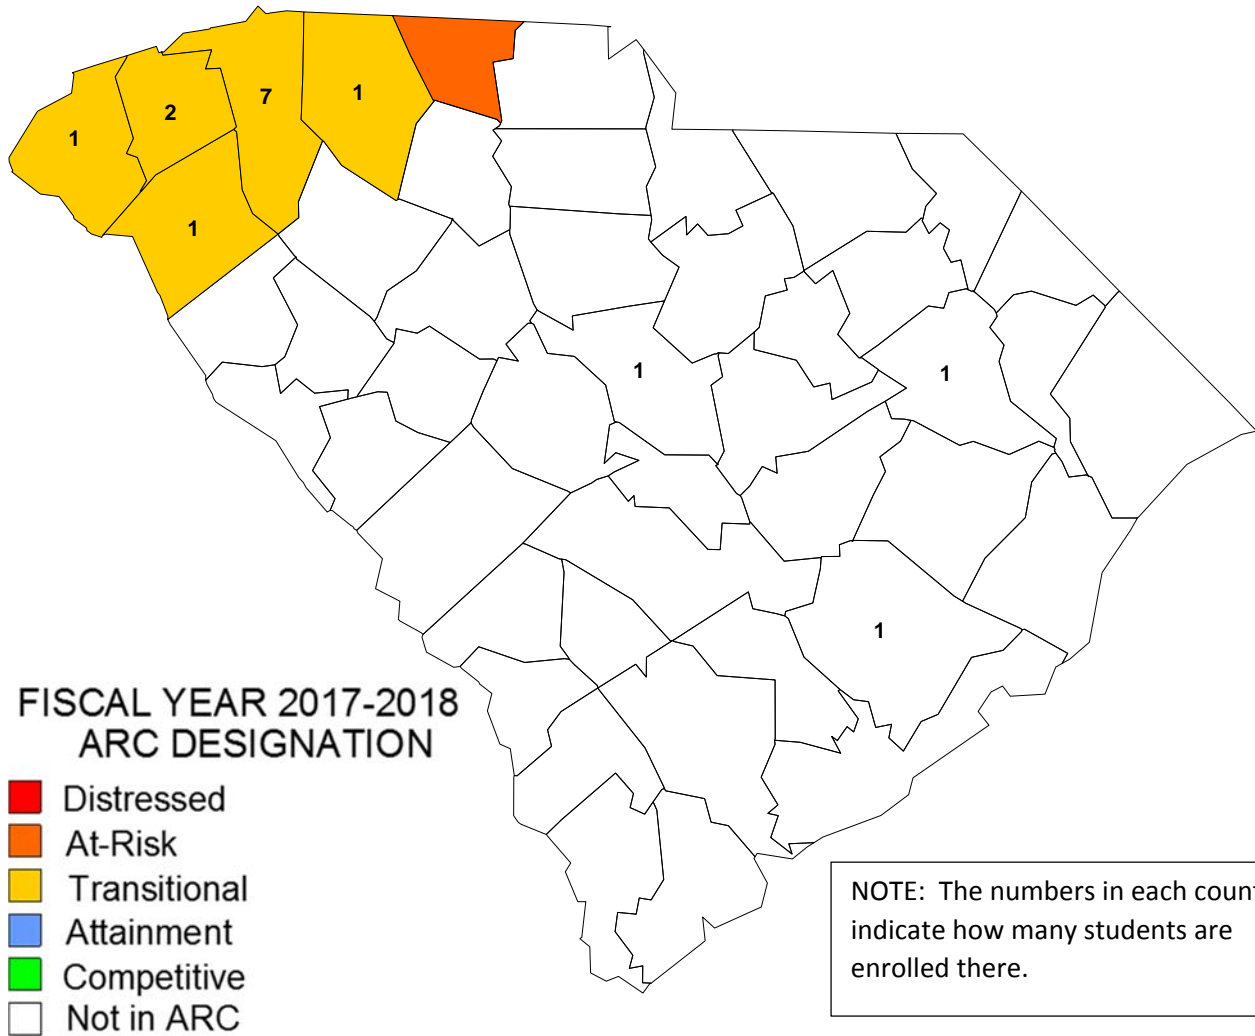 7
1
2
1
1
1
1
1
FISCAL YEAR 2017-2018
ARC DESIGNATION
Distressed
At-Risk
Transitional
Attainment
Competitive
Not in ARC
NOTE: The numbers in each coun
indicate how many students are
enrolled there.